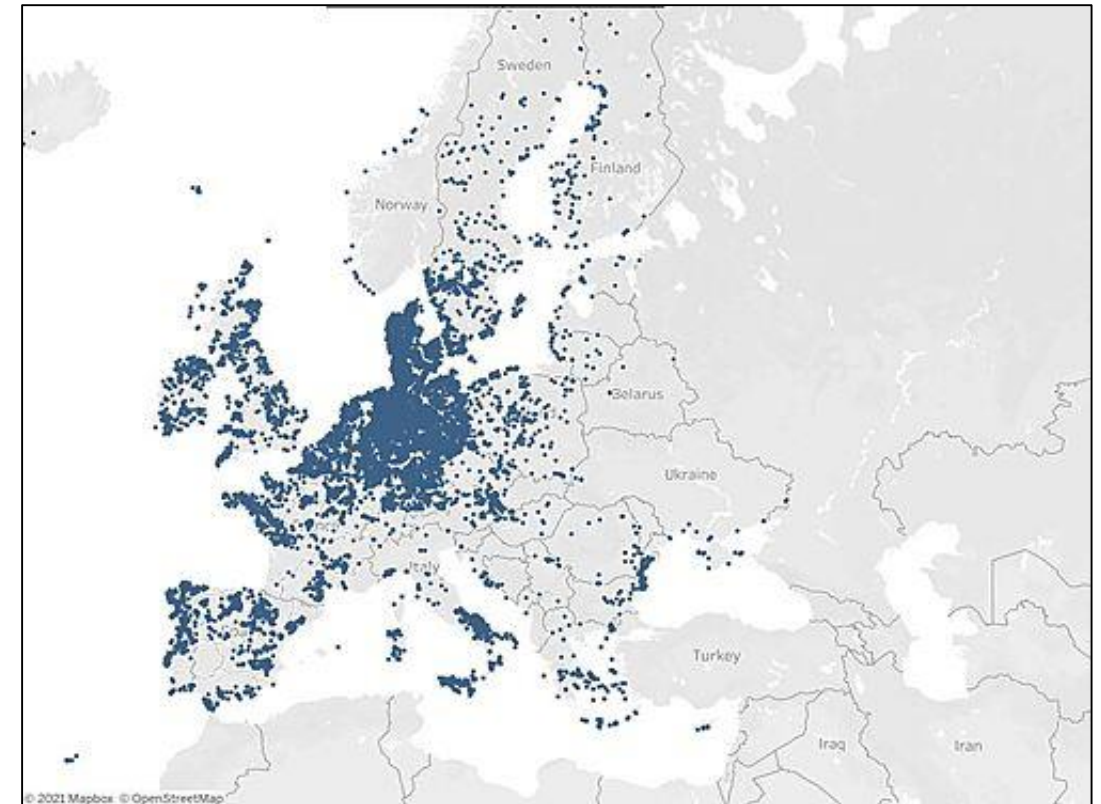 Sweden
Finland
Norway
Belarus
Ukraine
Italy
Turkey
Iraq
Iran
© 2021 Mapbox © OpenStreetMap